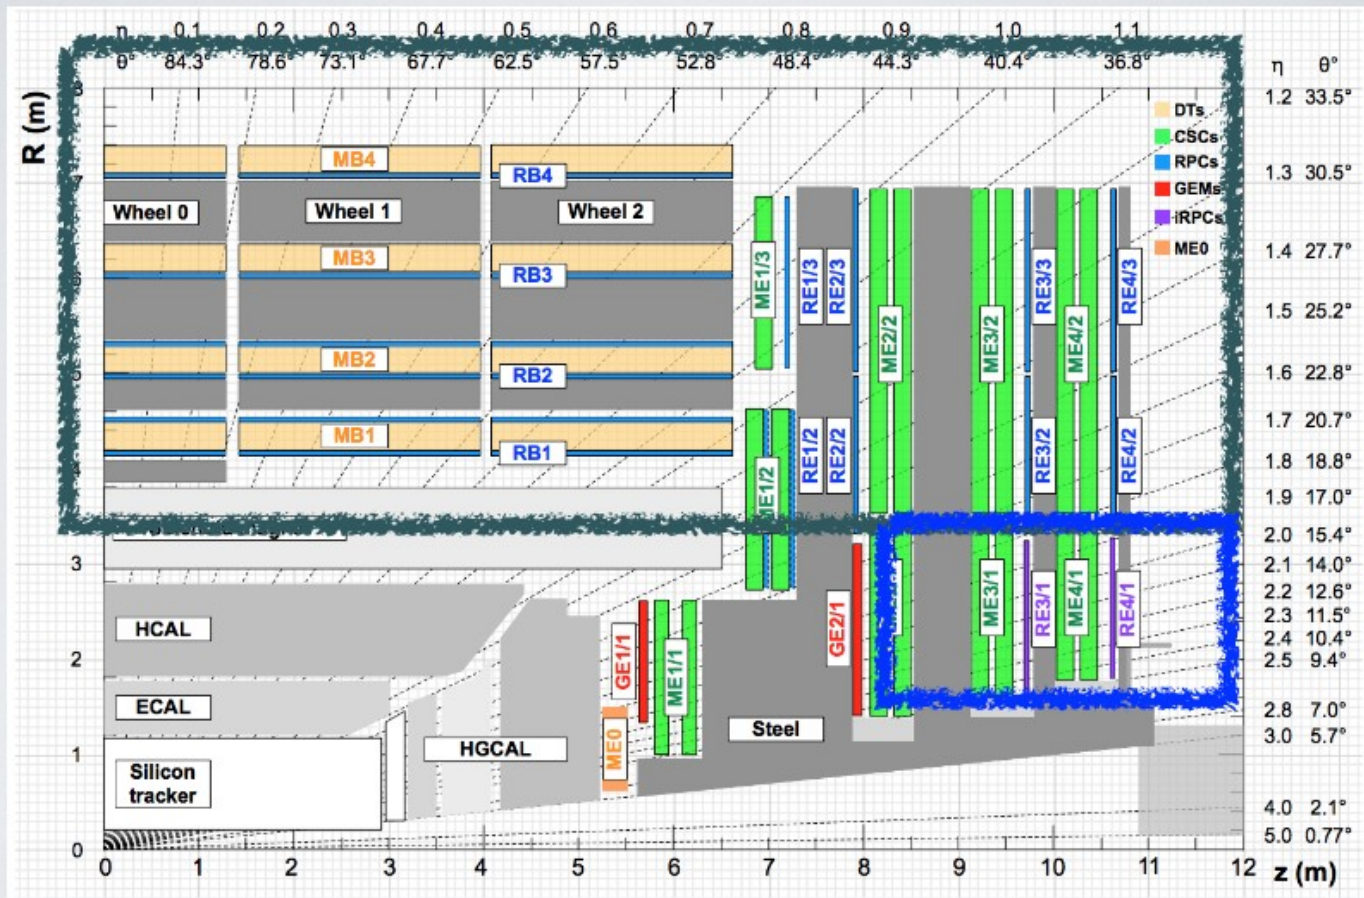 η 0.1 0.2 0.3 0.4 0.5 0.6 0.7 0.8 0.9 1.0 1.1
θ° 84.3° 78.6° 73.1° 67.7° 62.5° 57.5° 52.8° 48.4° 44.3° 40.4° 36.8°
η θ°
R (m)
1.2 33.5°
1.3 30.5°
1.4 27.7°
1.5 25.2°
1.6 22.8°
1.7 20.7°
1.8 18.8°
1.9 17.0°
2.0 15.4°
2.1 14.0°
2.2 12.6°
2.3 11.5°
2.4 10.4°
2.5 9.4°
2.8 7.0°
3.0 5.7°
4.0 2.1°
5.0 0.77°
DTs
CSCs
RPCs
GEMs
iRPCs
ME0
MB4
RB4
Wheel 0
Wheel 1
Wheel 2
MB3
RB3
MB2
RB2
MB1
RB1
ME1/3
RE1/3
RE2/3
ME2/2
ME3/2
RE3/3
ME4/2
RE4/3
ME1/2
RE1/2
RE2/2
RE3/2
RE4/2
3
2
1
0
HCAL
ECAL
Silicon
tracker
HGCAL
ME0
GE1/1
ME1/1
Steel
GE2/1
ME3/1
RE3/1
ME4/1
RE4/1
0 1 2 3 4 5 6 7 8 9 10 11 12
z (m)